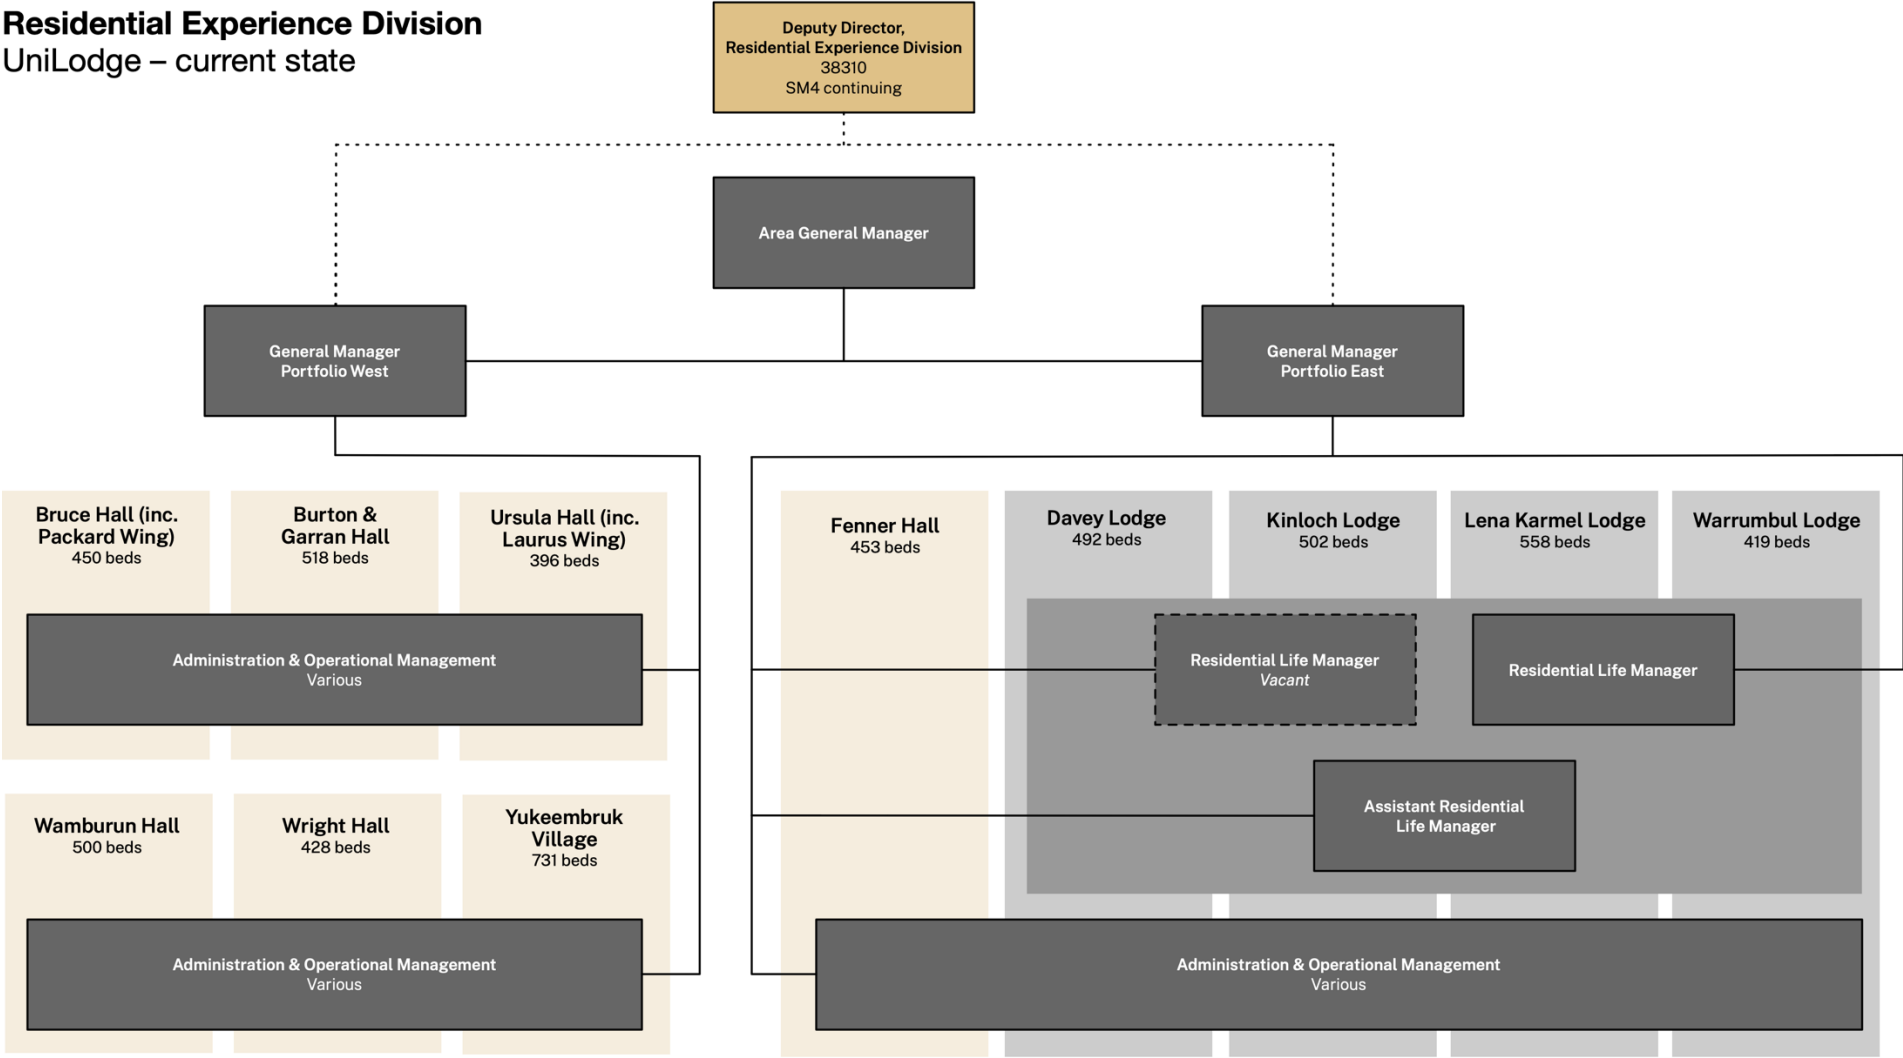 Residential Experience Division
UniLodge – current state
Deputy Director,
Residential Experience Division
38310
SM4 continuing
Area General Manager
General Manager
Portfolio West
General Manager
Portfolio East
Bruce Hall (inc.
Packard Wing)
450 beds
Burton &
Garran Hall
518 beds
Ursula Hall (inc.
Laurus Wing)
396 beds
Administration & Operational Management
Various
Wamburun Hall
500 beds
Wright Hall
428 beds
Yukeembruk
Village
731 beds
Administration & Operational Management
Various
Fenner Hall
453 beds
Davey Lodge
492 beds
Kinloch Lodge
502 beds
Lena Karmel Lodge
558 beds
Warrumbul Lodge
419 beds
Residential Life Manager
Vacant
Residential Life Manager
Assistant Residential
Life Manager
Administration & Operational Management
Various